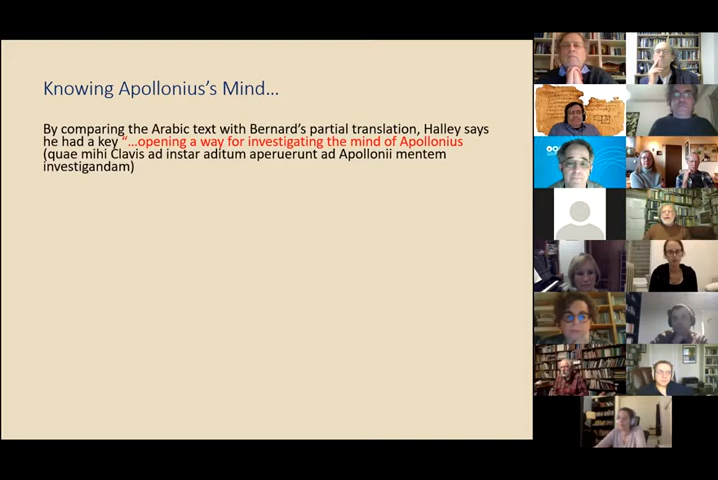 Knowing Apollonius's Mind…
By comparing the Arabic text with Bernard's partial translation, Halley says
he had a key "…opening a way for investigating the mind of Apollonius
(quae mihi Clavis ad instar aditum aperuerunt ad Apollonii mentem
investigandam)